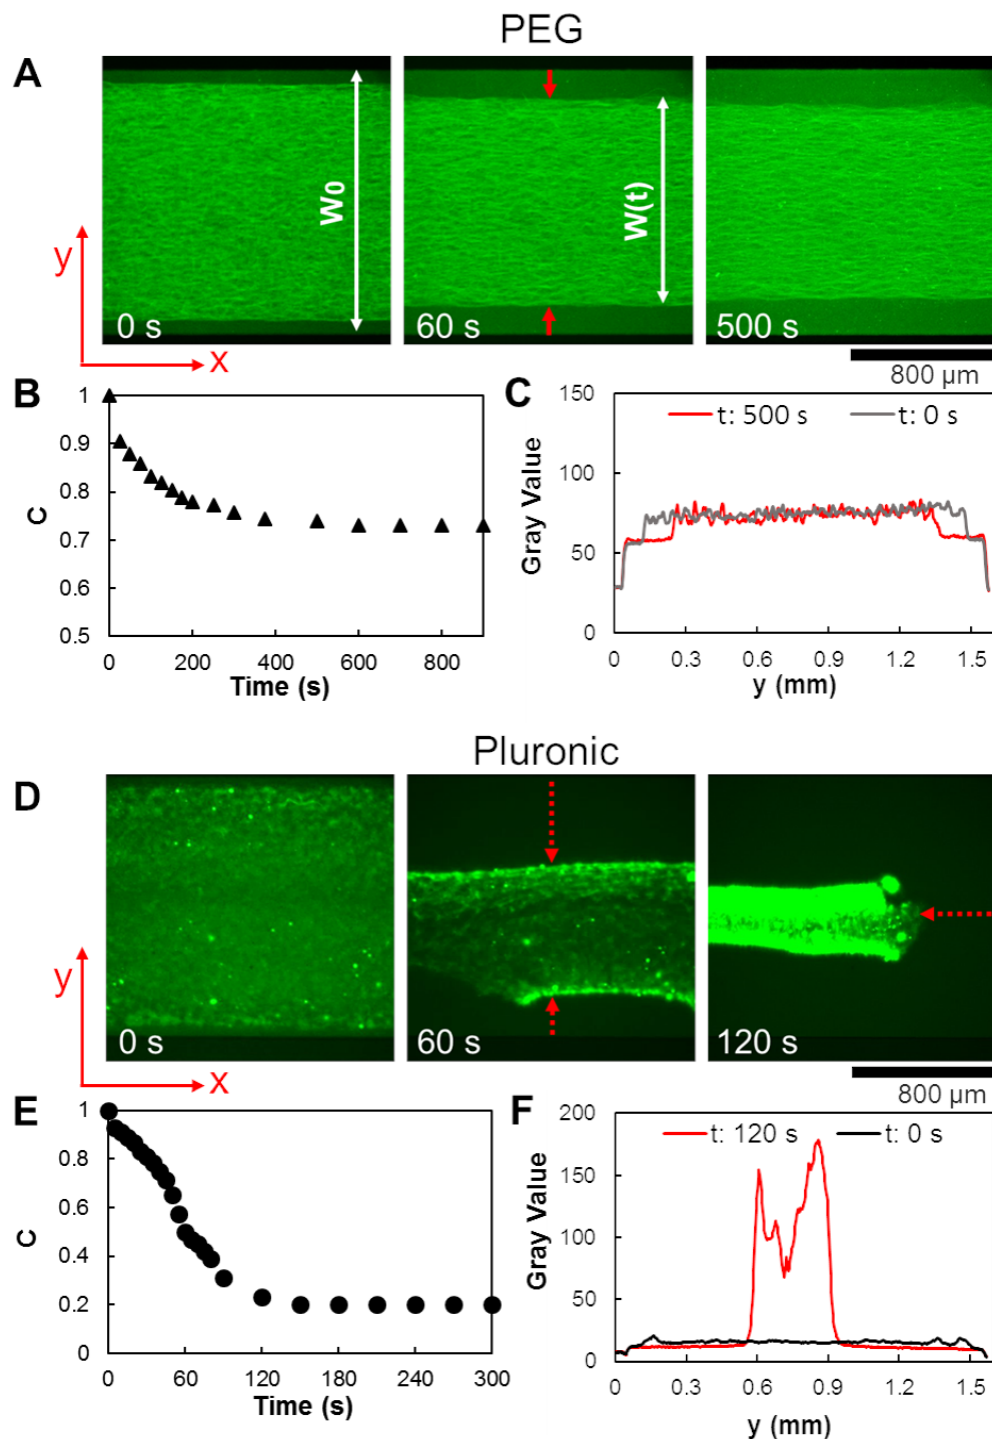 PEG
A
W0
W(t)
y
0 s
60 s
500 s
x
800 µm
B
1
0.9
0.8
0.7
0.6
0.5
C
0
200
400
600
800
Time (s)
C
t: 500 s
t: 0 s
150
100
50
0
Gray Value
0
0.3
0.6
0.9
1.2
1.5
y (mm)
Pluronic
D
y
0 s
60 s
120 s
x
800 µm
E
1
0.8
0.6
0.4
0.2
0
C
0
60
120
180
240
300
Time (s)
F
t: 120 s
t: 0 s
200
150
100
50
0
Gray Value
0
0.3
0.6
0.9
1.2
1.5
y (mm)